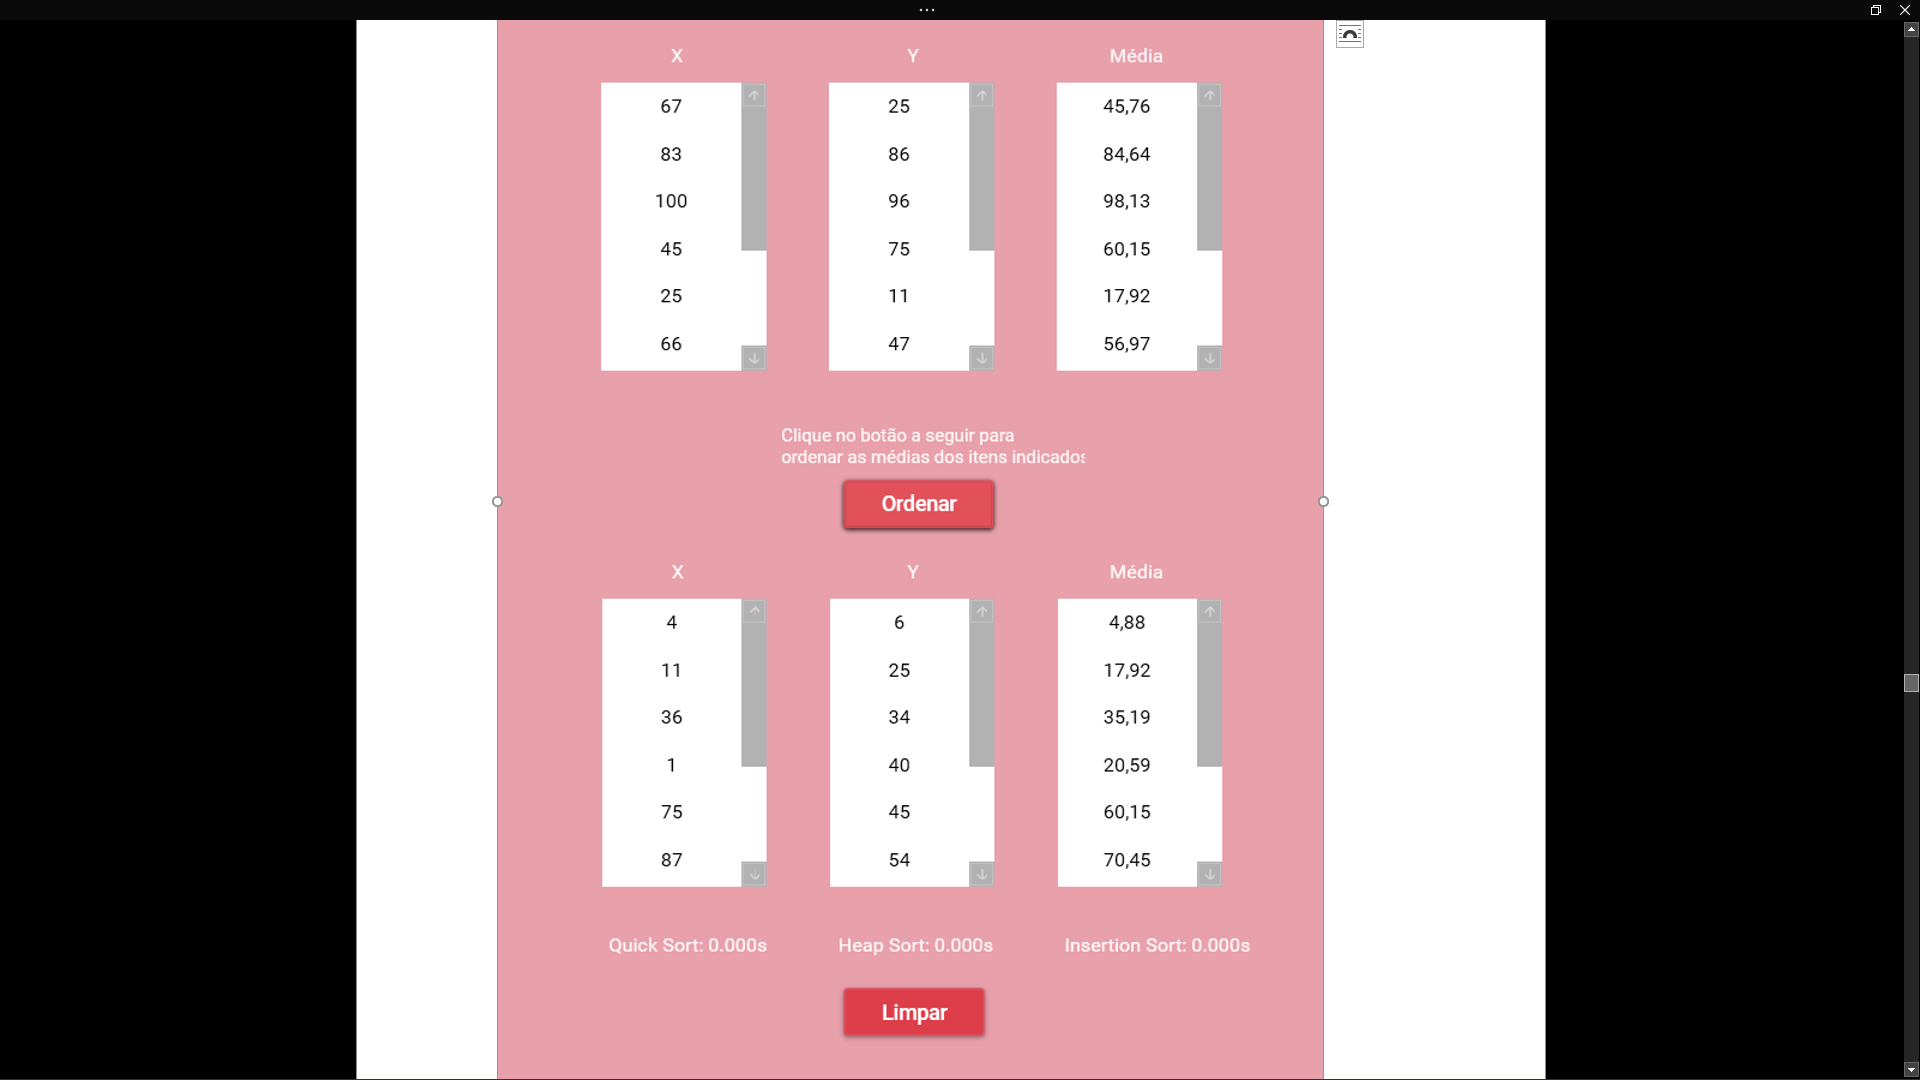 X Y Média
67 25 45,76
83 86 84,64
100 96 98,13
45 75 60,15
25 11 17,92
66 47 56,97
Clique no botão a seguir para
ordenar as médias dos itens indicados
Ordenar
X Y Média
4 6 4,88
11 25 17,92
36 34 35,19
1 40 20,59
75 45 60,15
87 54 70,45
Quick Sort: 0.000s Heap Sort: 0.000s Insertion Sort: 0.000s
Limpar